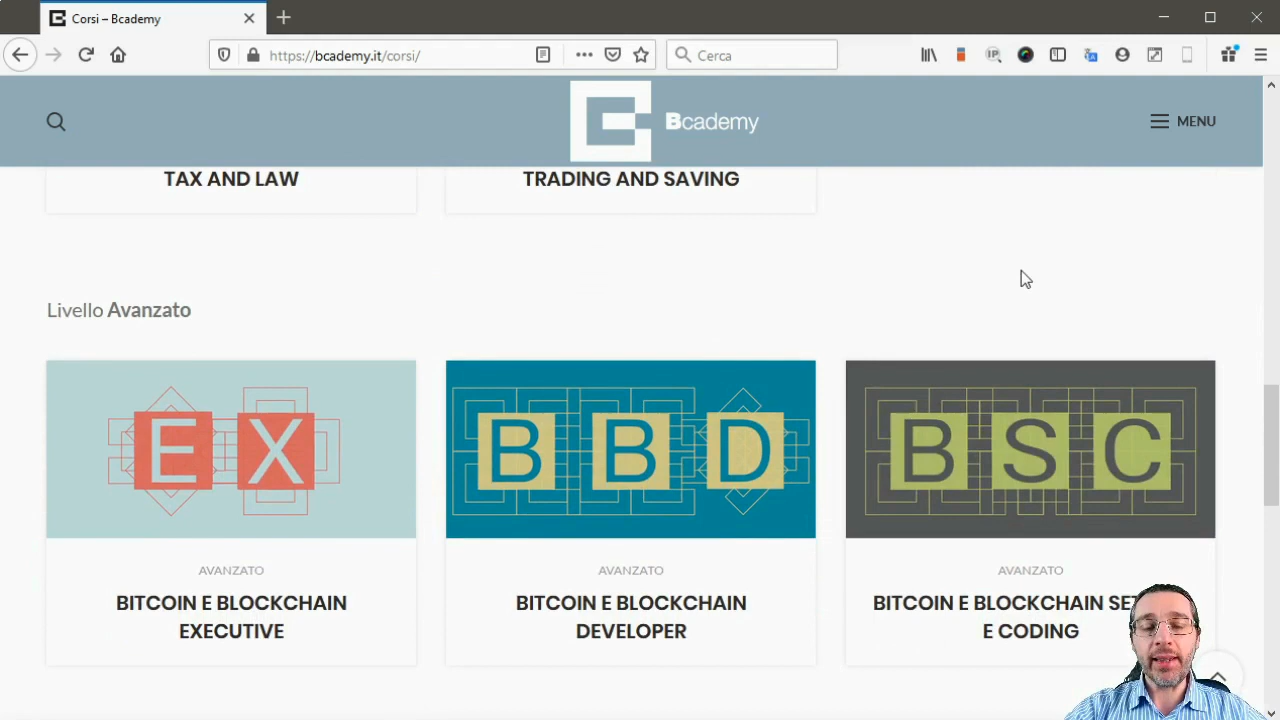 Corsi – Bcademy
https://bcademy.it/corsi/
Cerca
IP
Bcademy
MENU
TAX AND LAW
TRADING AND SAVING
Livello Avanzato
EX
BBD
BSC
AVANZATO
AVANZATO
AVANZATO
BITCOIN E BLOCKCHAIN
EXECUTIVE
BITCOIN E BLOCKCHAIN
DEVELOPER
BITCOIN E BLOCKCHAIN
E CODING